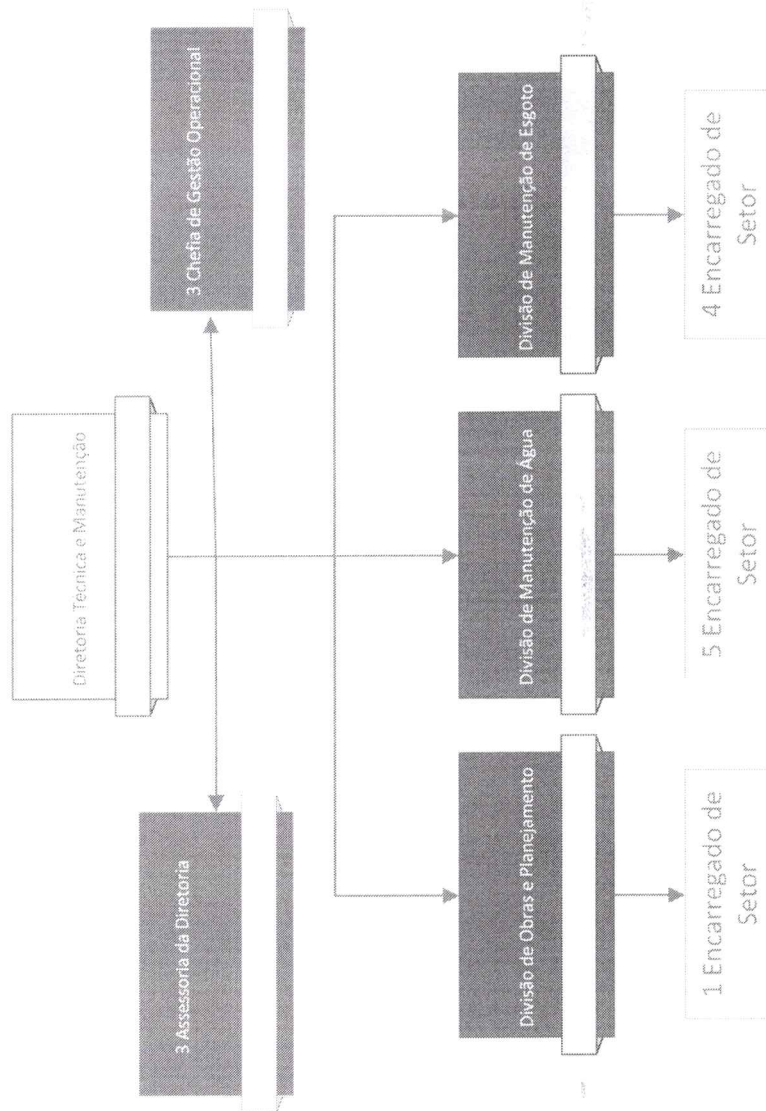 Diretoria Técnica e Manutenção
3 Assessoria da Diretoria
3 Chefia de Gestão Operacional
Divisão de Obras e Planejamento
Divisão de Manutenção de Água
Divisão de Manutenção de Esgoto
1 Encarregado de
Setor
5 Encarregado de
Setor
4 Encarregado de
Setor